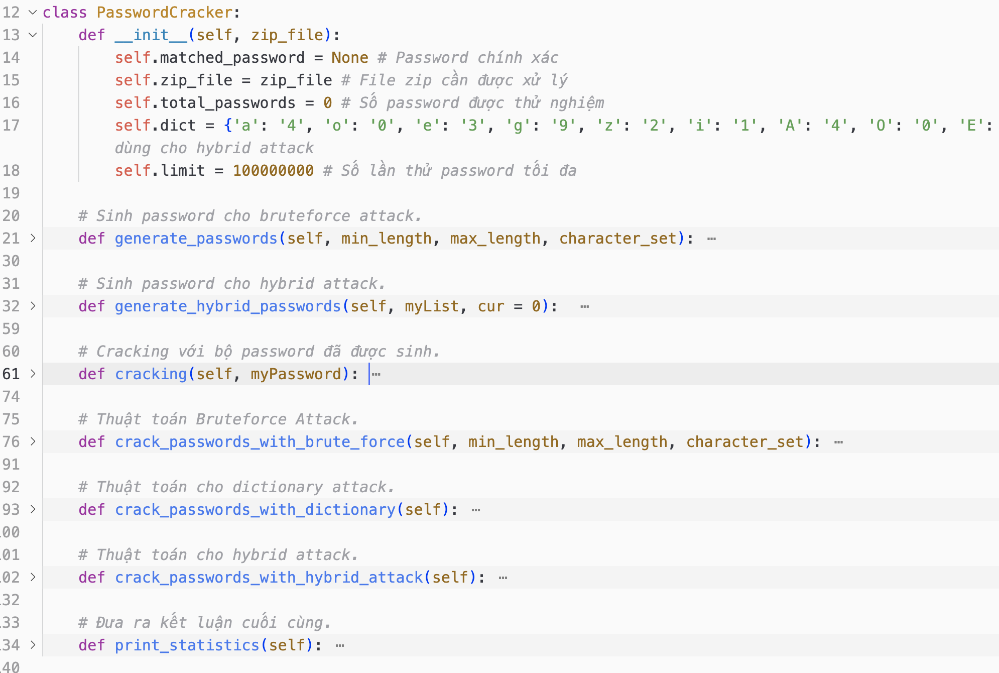 12 class PasswordCracker:
13 def __init__(self, zip_file):
14 self.matched_password = None # Password chính xác
15 self.zip_file = zip_file # File zip cần được xử lý
16 self.total_passwords = 0 # Số password được thử nghiệm
17 self.dict = {'a': '4', 'o': '0', 'e': '3', 'g': '9', 'z': '2', 'i': '1', 'A': '4', 'O': '0', 'E':
dùng cho hybrid attack
18 self.limit = 100000000 # Số lần thử password tối đa
19
20 # Sinh password cho bruteforce attack.
21 def generate_passwords(self, min_length, max_length, character_set): ⋯
30
31 # Sinh password cho hybrid attack.
32 def generate_hybrid_passwords(self, myList, cur = 0): ⋯
59
60 # Cracking với bộ password đã được sinh.
61 def cracking(self, myPassword): ⋯
74
75 # Thuật toán Bruteforce Attack.
76 def crack_passwords_with_brute_force(self, min_length, max_length, character_set): ⋯
91
92 # Thuật toán cho dictionary attack.
93 def crack_passwords_with_dictionary(self): ⋯
00
01 # Thuật toán cho hybrid attack.
02 def crack_passwords_with_hybrid_attack(self): ⋯
32
33 # Đưa ra kết luận cuối cùng.
34 def print_statistics(self): ⋯
40